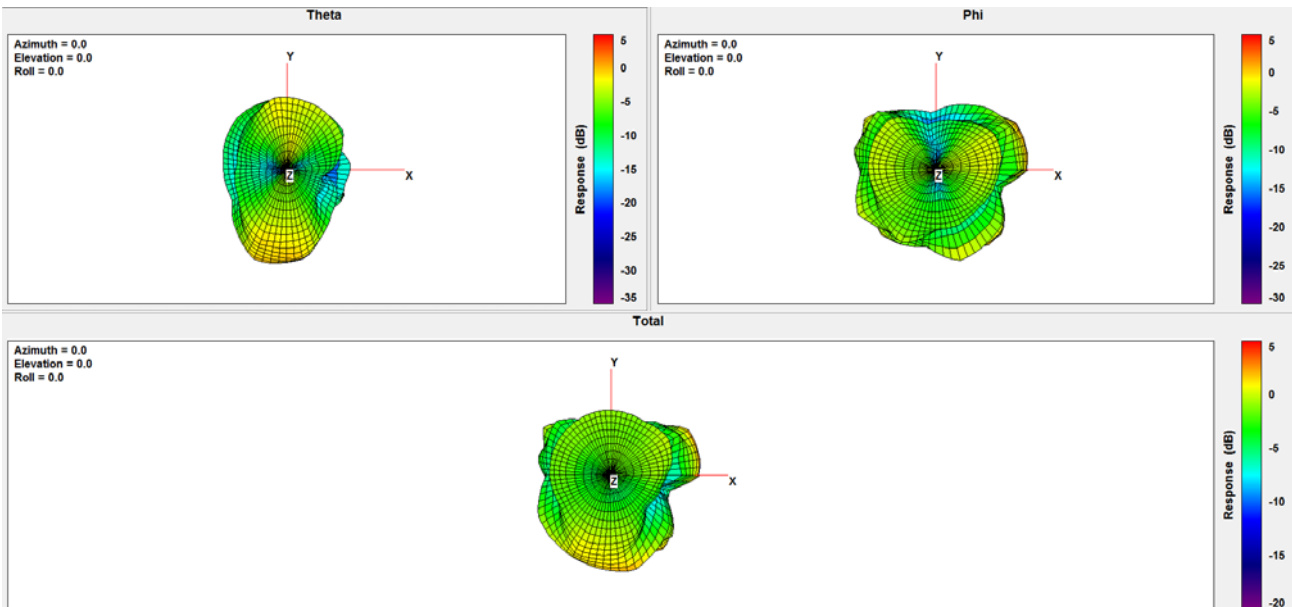 Theta
Azimuth = 0.0
Elevation = 0.0
Roll = 0.0
Y
X
Z
Response (dB)
5
0
-5
-10
-15
-20
-25
-30
-35
Phi
Azimuth = 0.0
Elevation = 0.0
Roll = 0.0
Y
X
Z
Response (dB)
5
0
-5
-10
-15
-20
-25
-30
Total
Azimuth = 0.0
Elevation = 0.0
Roll = 0.0
Y
X
Z
Response (dB)
5
0
-5
-10
-15
-20